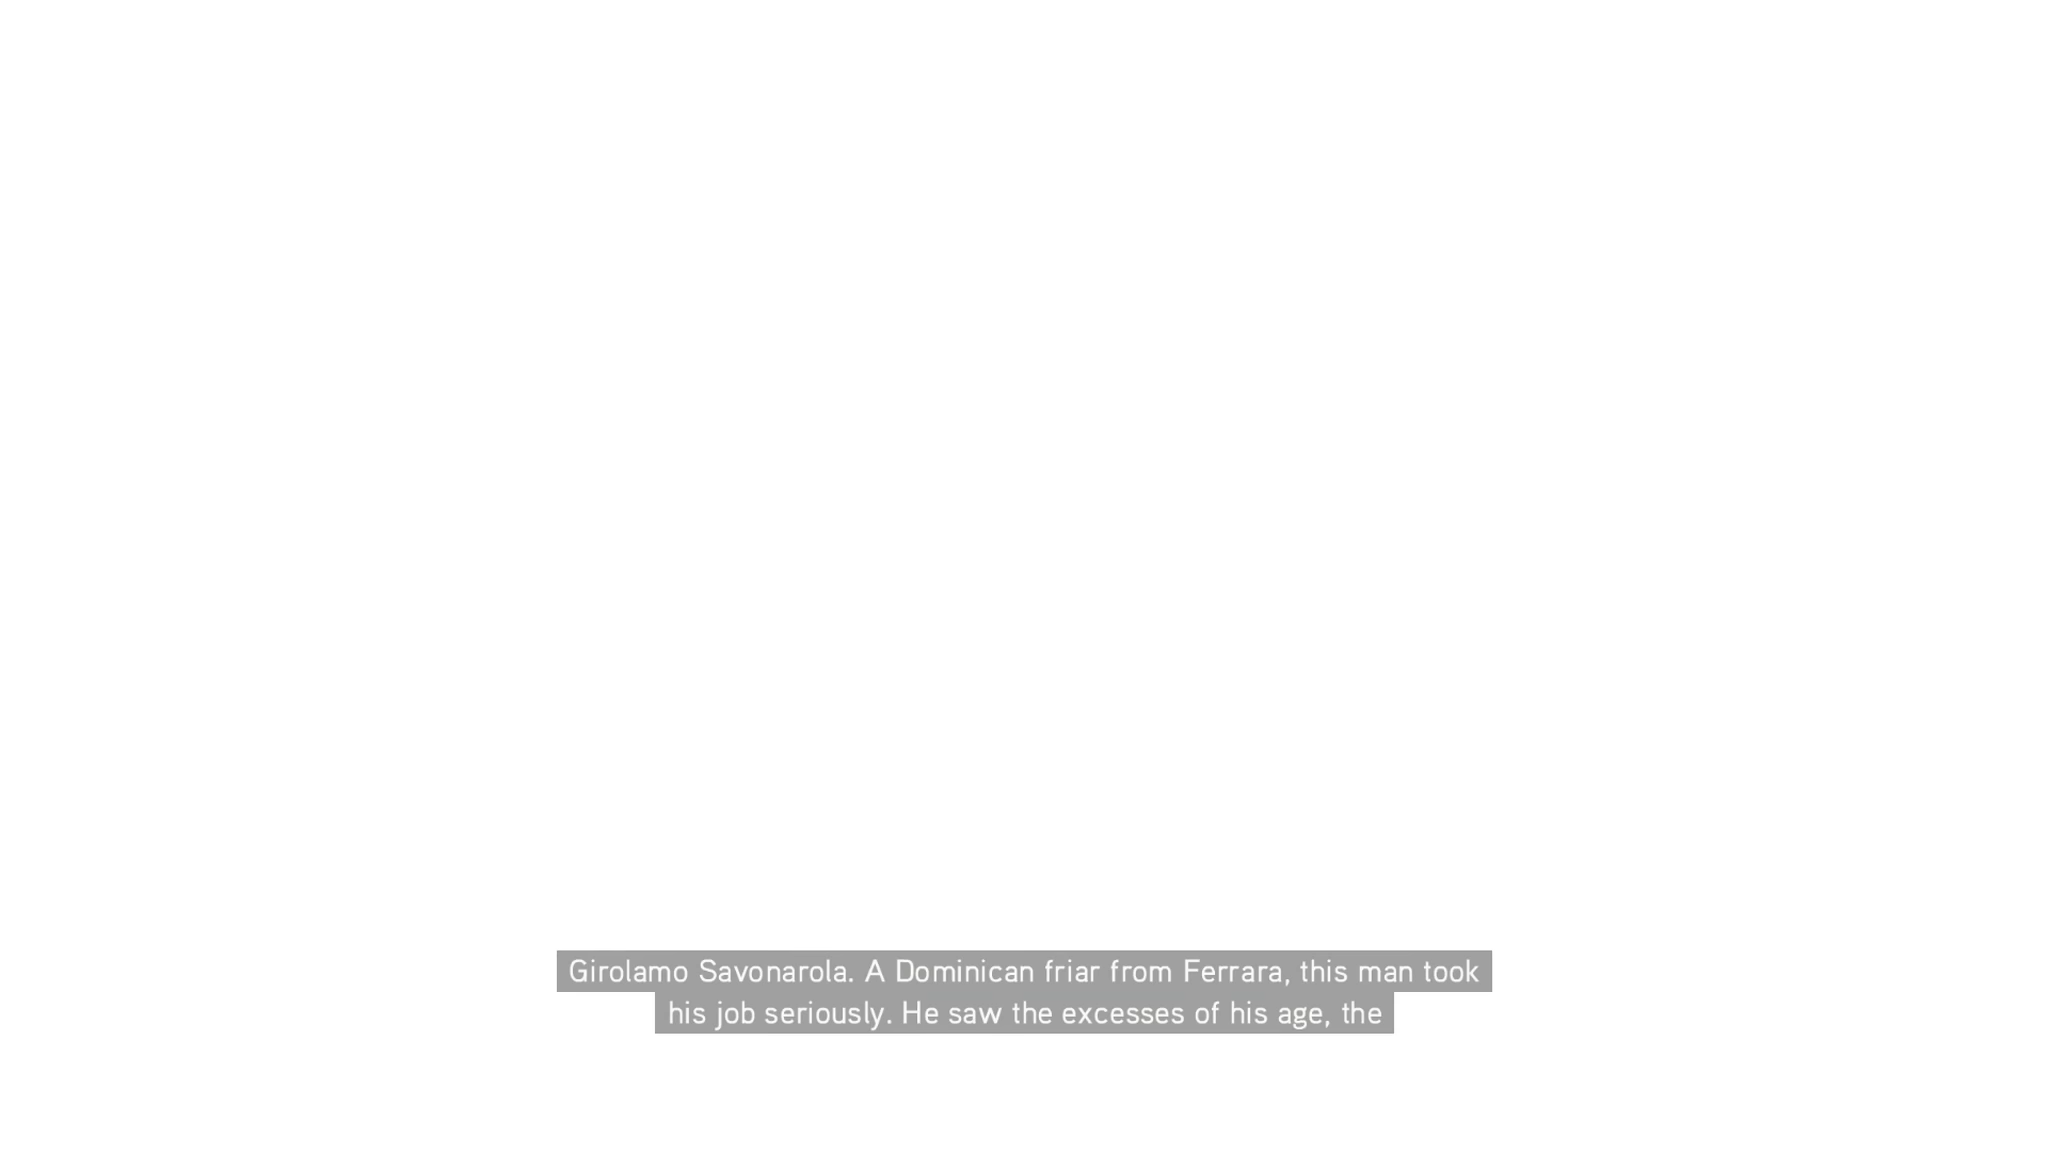 Girolamo Savonarola. A Dominican friar from Ferrara, this man took
his job seriously. He saw the excesses of his age, the